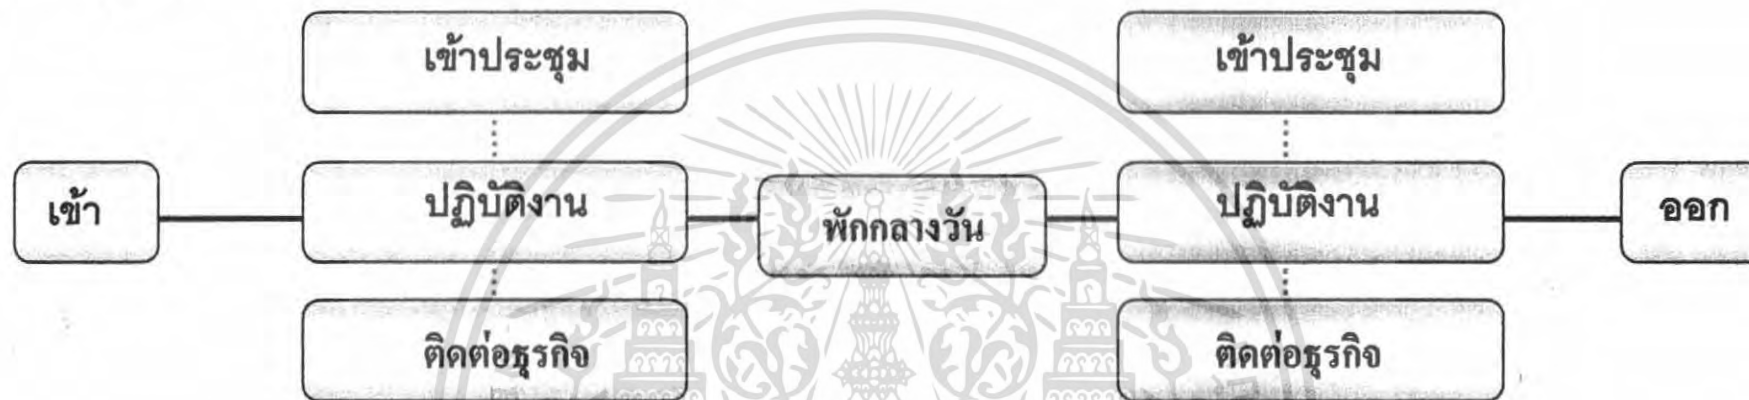 เข้าประชุม
เข้าประชุม
เข้า
ปฏิบัติงาน
พักกลางวัน
ปฏิบัติงาน
ออก
ติดต่อธุรกิจ
ติดต่อธุรกิจ